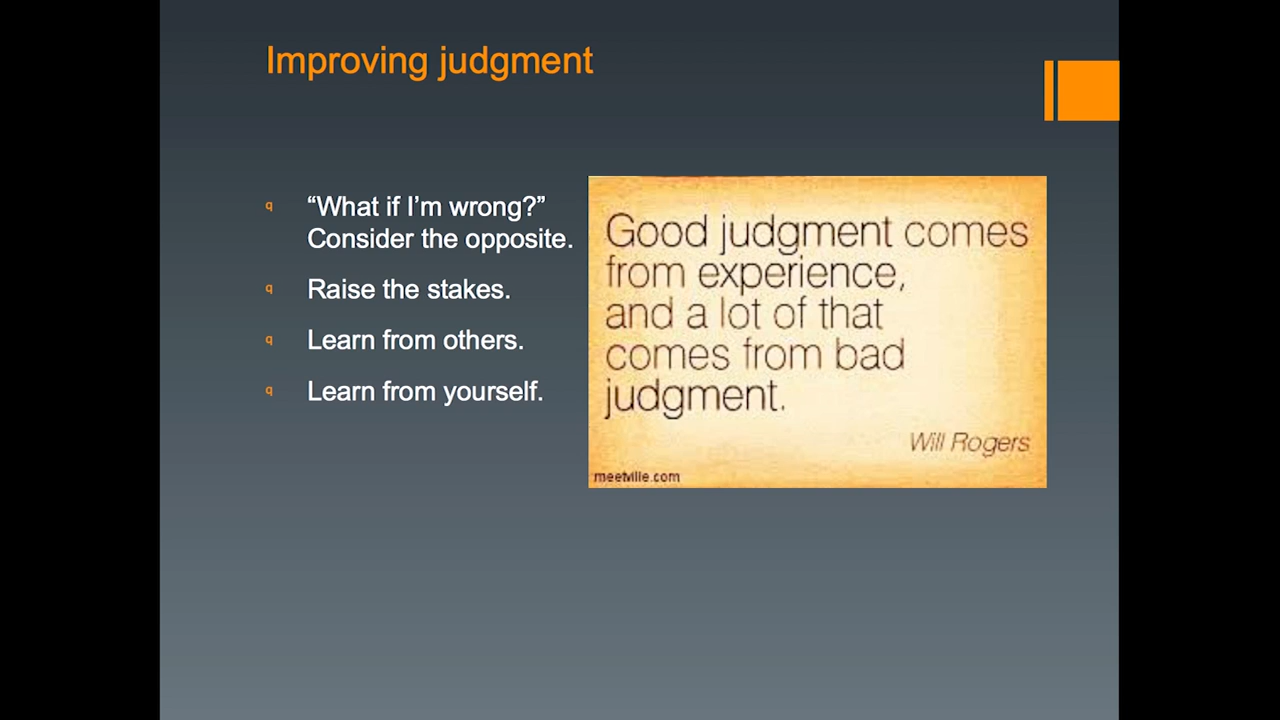 Improving judgment
q “What if I’m wrong?”
Consider the opposite.
q Raise the stakes.
q Learn from others.
q Learn from yourself.
Good judgment comes
from experience,
and a lot of that
comes from bad
judgment.
Will Rogers
meetville.com